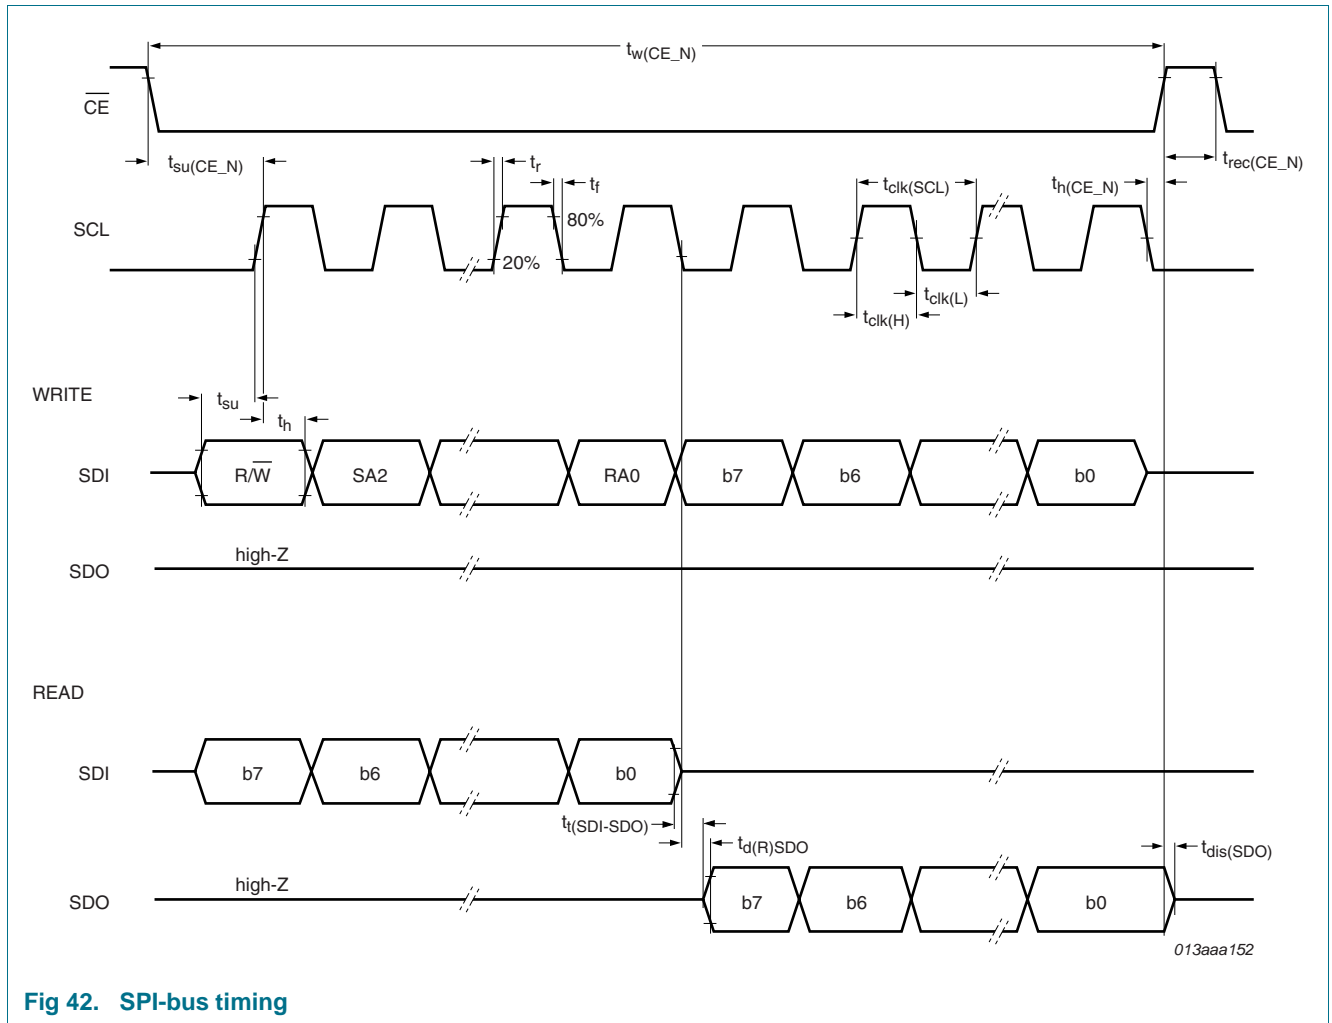 tw(CE_N)
CE
tsu(CE_N)
tr
tf
tclk(SCL)
th(CE_N)
trec(CE_N)
SCL
80%
20%
tclk(L)
tclk(H)
WRITE
tsu
th
SDI R/W SA2 RA0 b7 b6 b0
high-Z
SDO
READ
SDI b7 b6 b0
tt(SDI-SDO)
td(R)SDO
tdis(SDO)
high-Z
SDO b7 b6 b0
013aaa152
Fig 42. SPI-bus timing